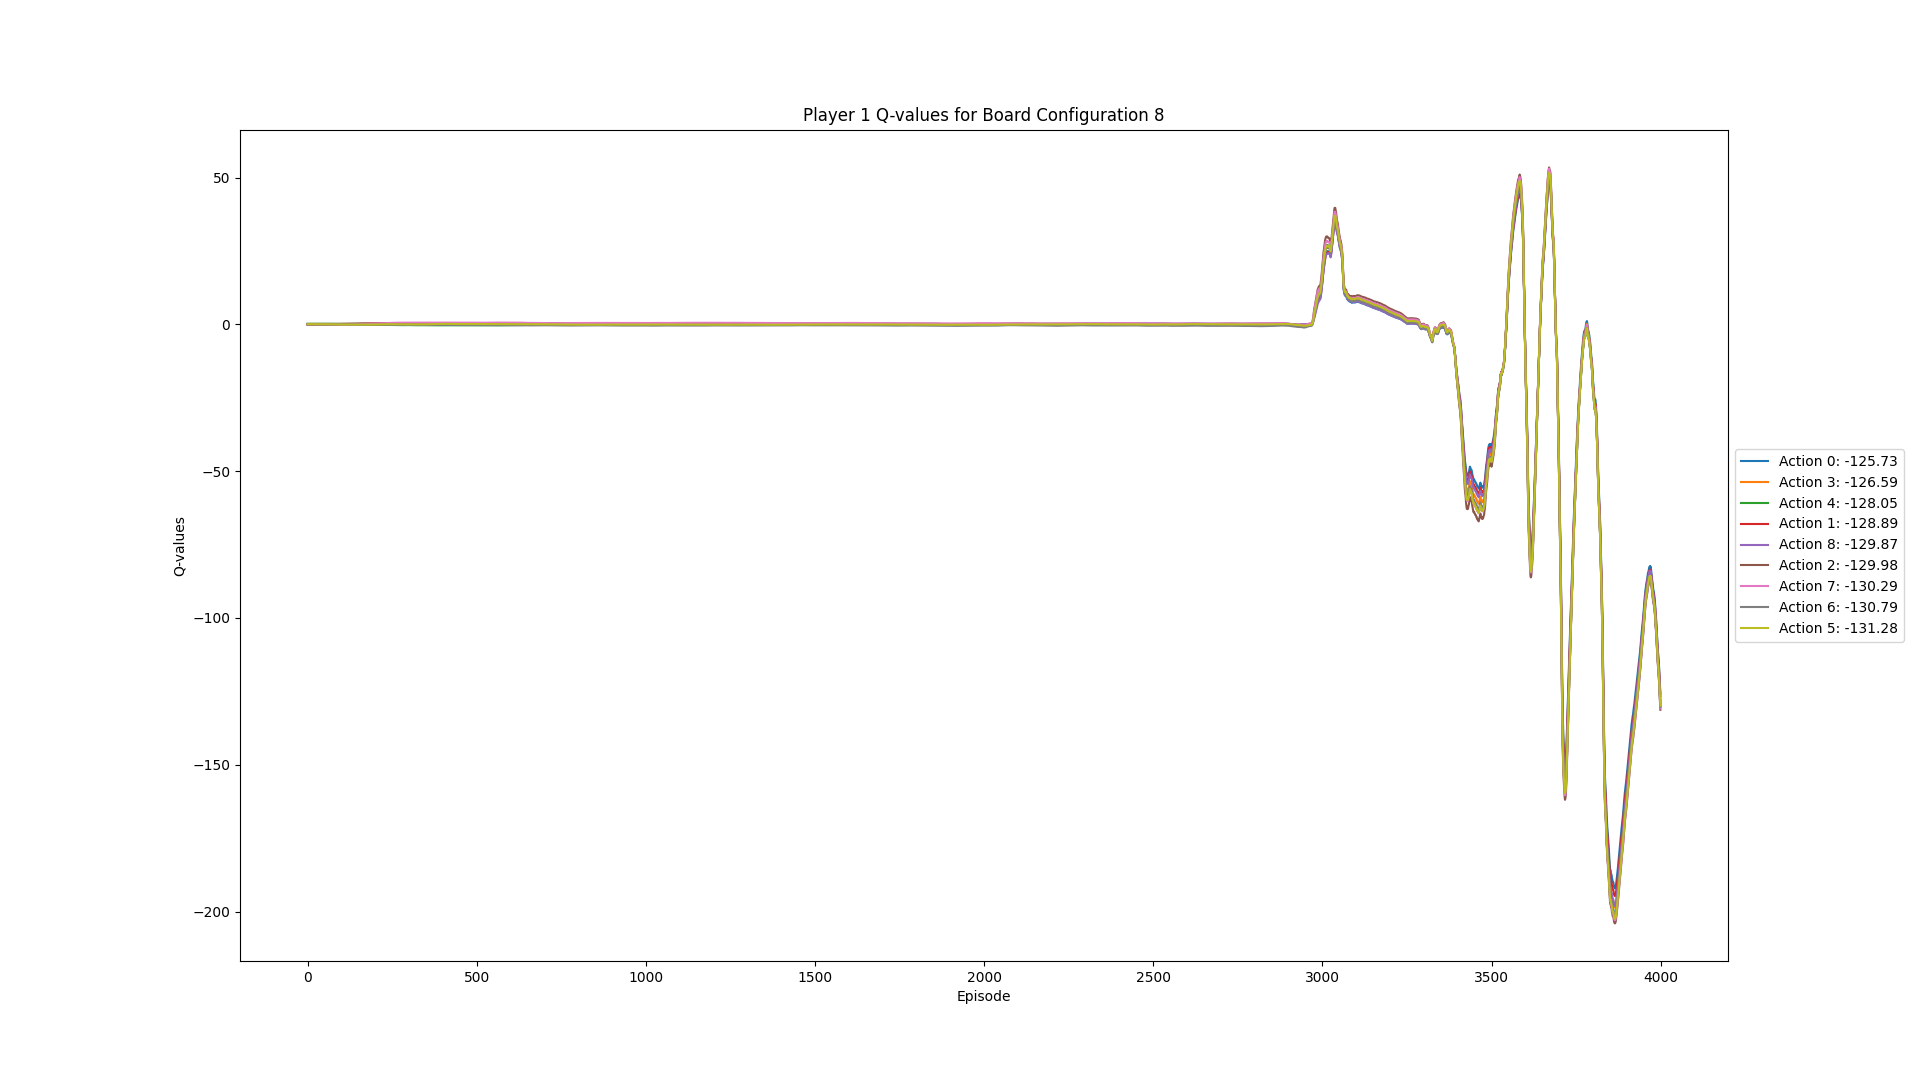 Player 1 Q-values for Board Configuration 8
Q-values
50
0
−50
−100
−150
−200
0 500 1000 1500 2000 2500 3000 3500 4000
Episode
Action 0: -125.73
Action 3: -126.59
Action 4: -128.05
Action 1: -128.89
Action 8: -129.87
Action 2: -129.98
Action 7: -130.29
Action 6: -130.79
Action 5: -131.28